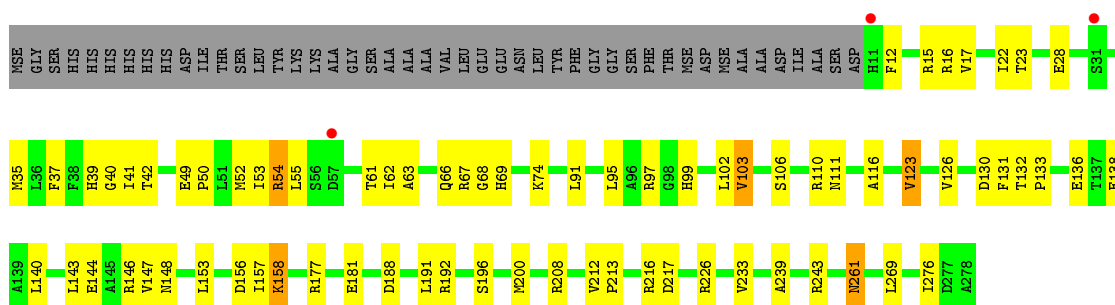 MSE GLY SER HIS HIS HIS HIS HIS HIS ASP ILE THR SER LEU TYR LYS LYS ALA GLY SER ALA ALA ALA VAL LEU GLU GLU ASN LEU TYR PHE GLY GLY SER PHE THR MSE ASP MSE ALA ALA ASP ILE ALA SER ASP H11 F12 R15 R16 V17 I22 T23 E28 S31
M35 L36 F37 F38 H39 G40 I41 T42 E49 P50 L51 M52 I53 R54 L55 S56 D57 T61 I62 A63 Q66 R67 G68 H69 K74 L91 L95 A96 R97 G98 H99 L102 V103 S106 R110 N111 A116 V123 V126 D130 F131 T132 P133 E136 T137
A139 L140 L143 E144 A145 R146 V147 N148 L153 D156 I157 K158 R177 E181 D188 L191 R192 S196 M200 R208 V212 P213 R216 D217 R226 V233 A239 R243 N261 L269 I276 D277 A278